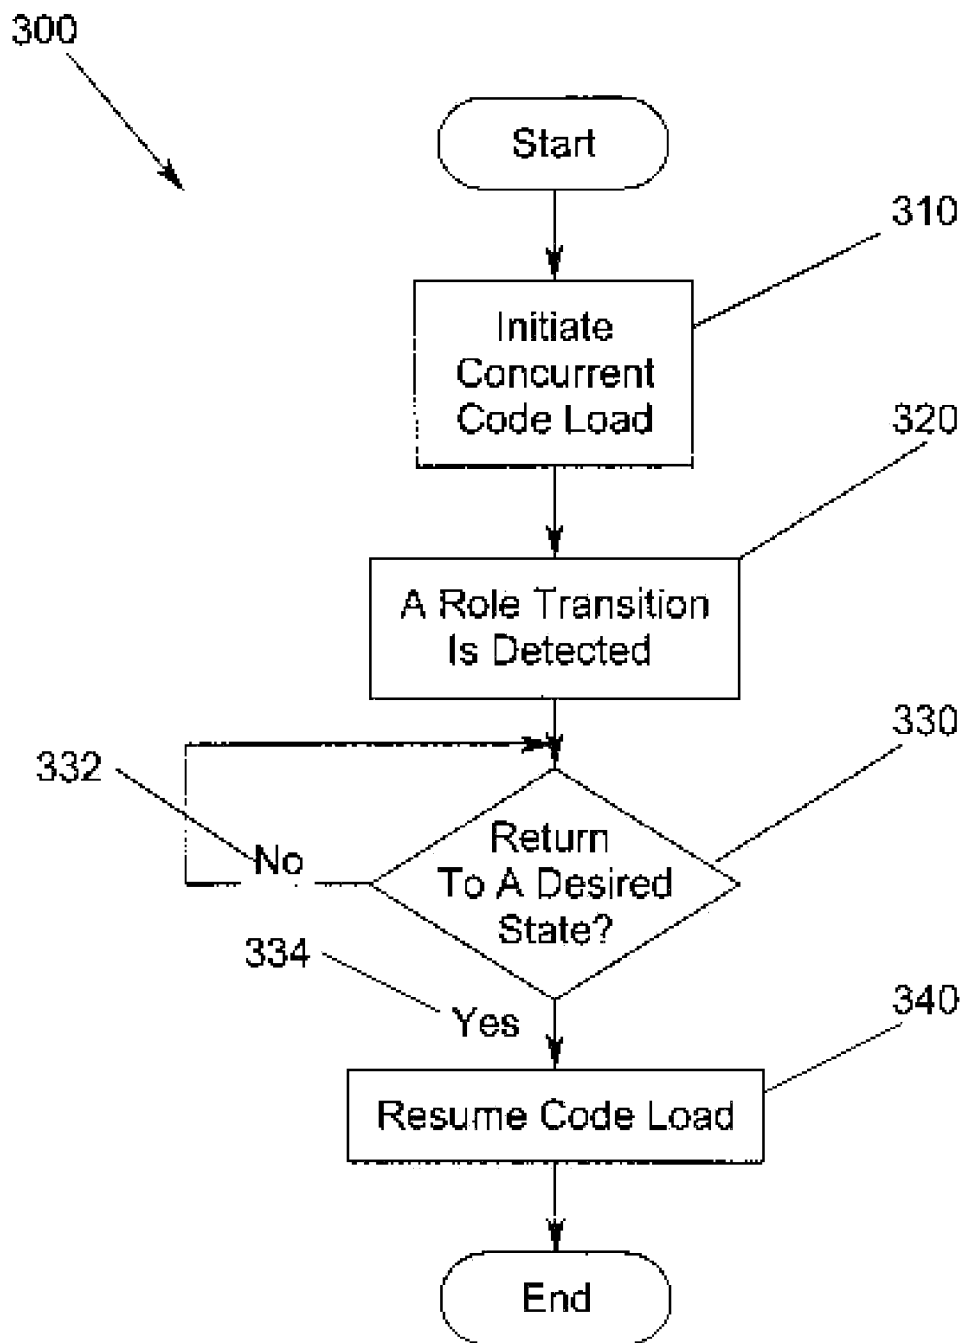 300
Start
310
Initiate
Concurrent
Code Load
320
A Role Transition
Is Detected
330
332
No
Return
To A Desired
State?
334
Yes
340
Resume Code Load
End